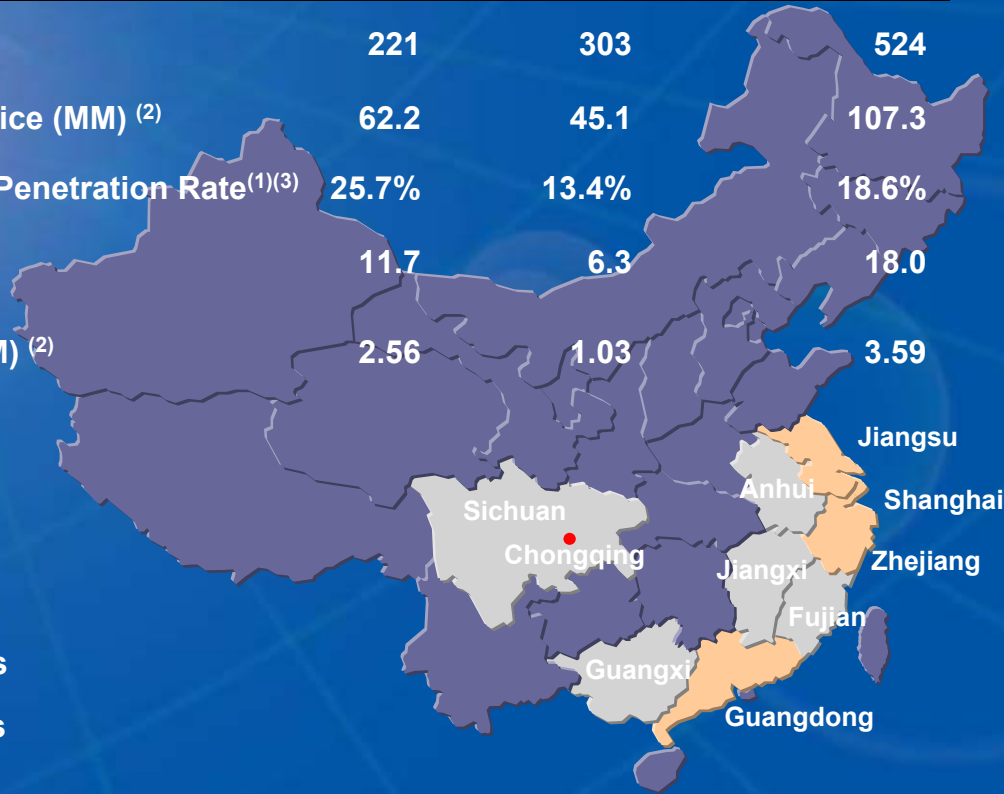 221 303 524
ice (MM) (2) 62.2 45.1 107.3
Penetration Rate(1)(3) 25.7% 13.4% 18.6%
11.7 6.3 18.0
M) (2) 2.56 1.03 3.59
Jiangsu
Anhui
Shanghai
Sichuan
Chongqing
Zhejiang
Jiangxi
Fujian
s
Guangxi
Guangdong
s